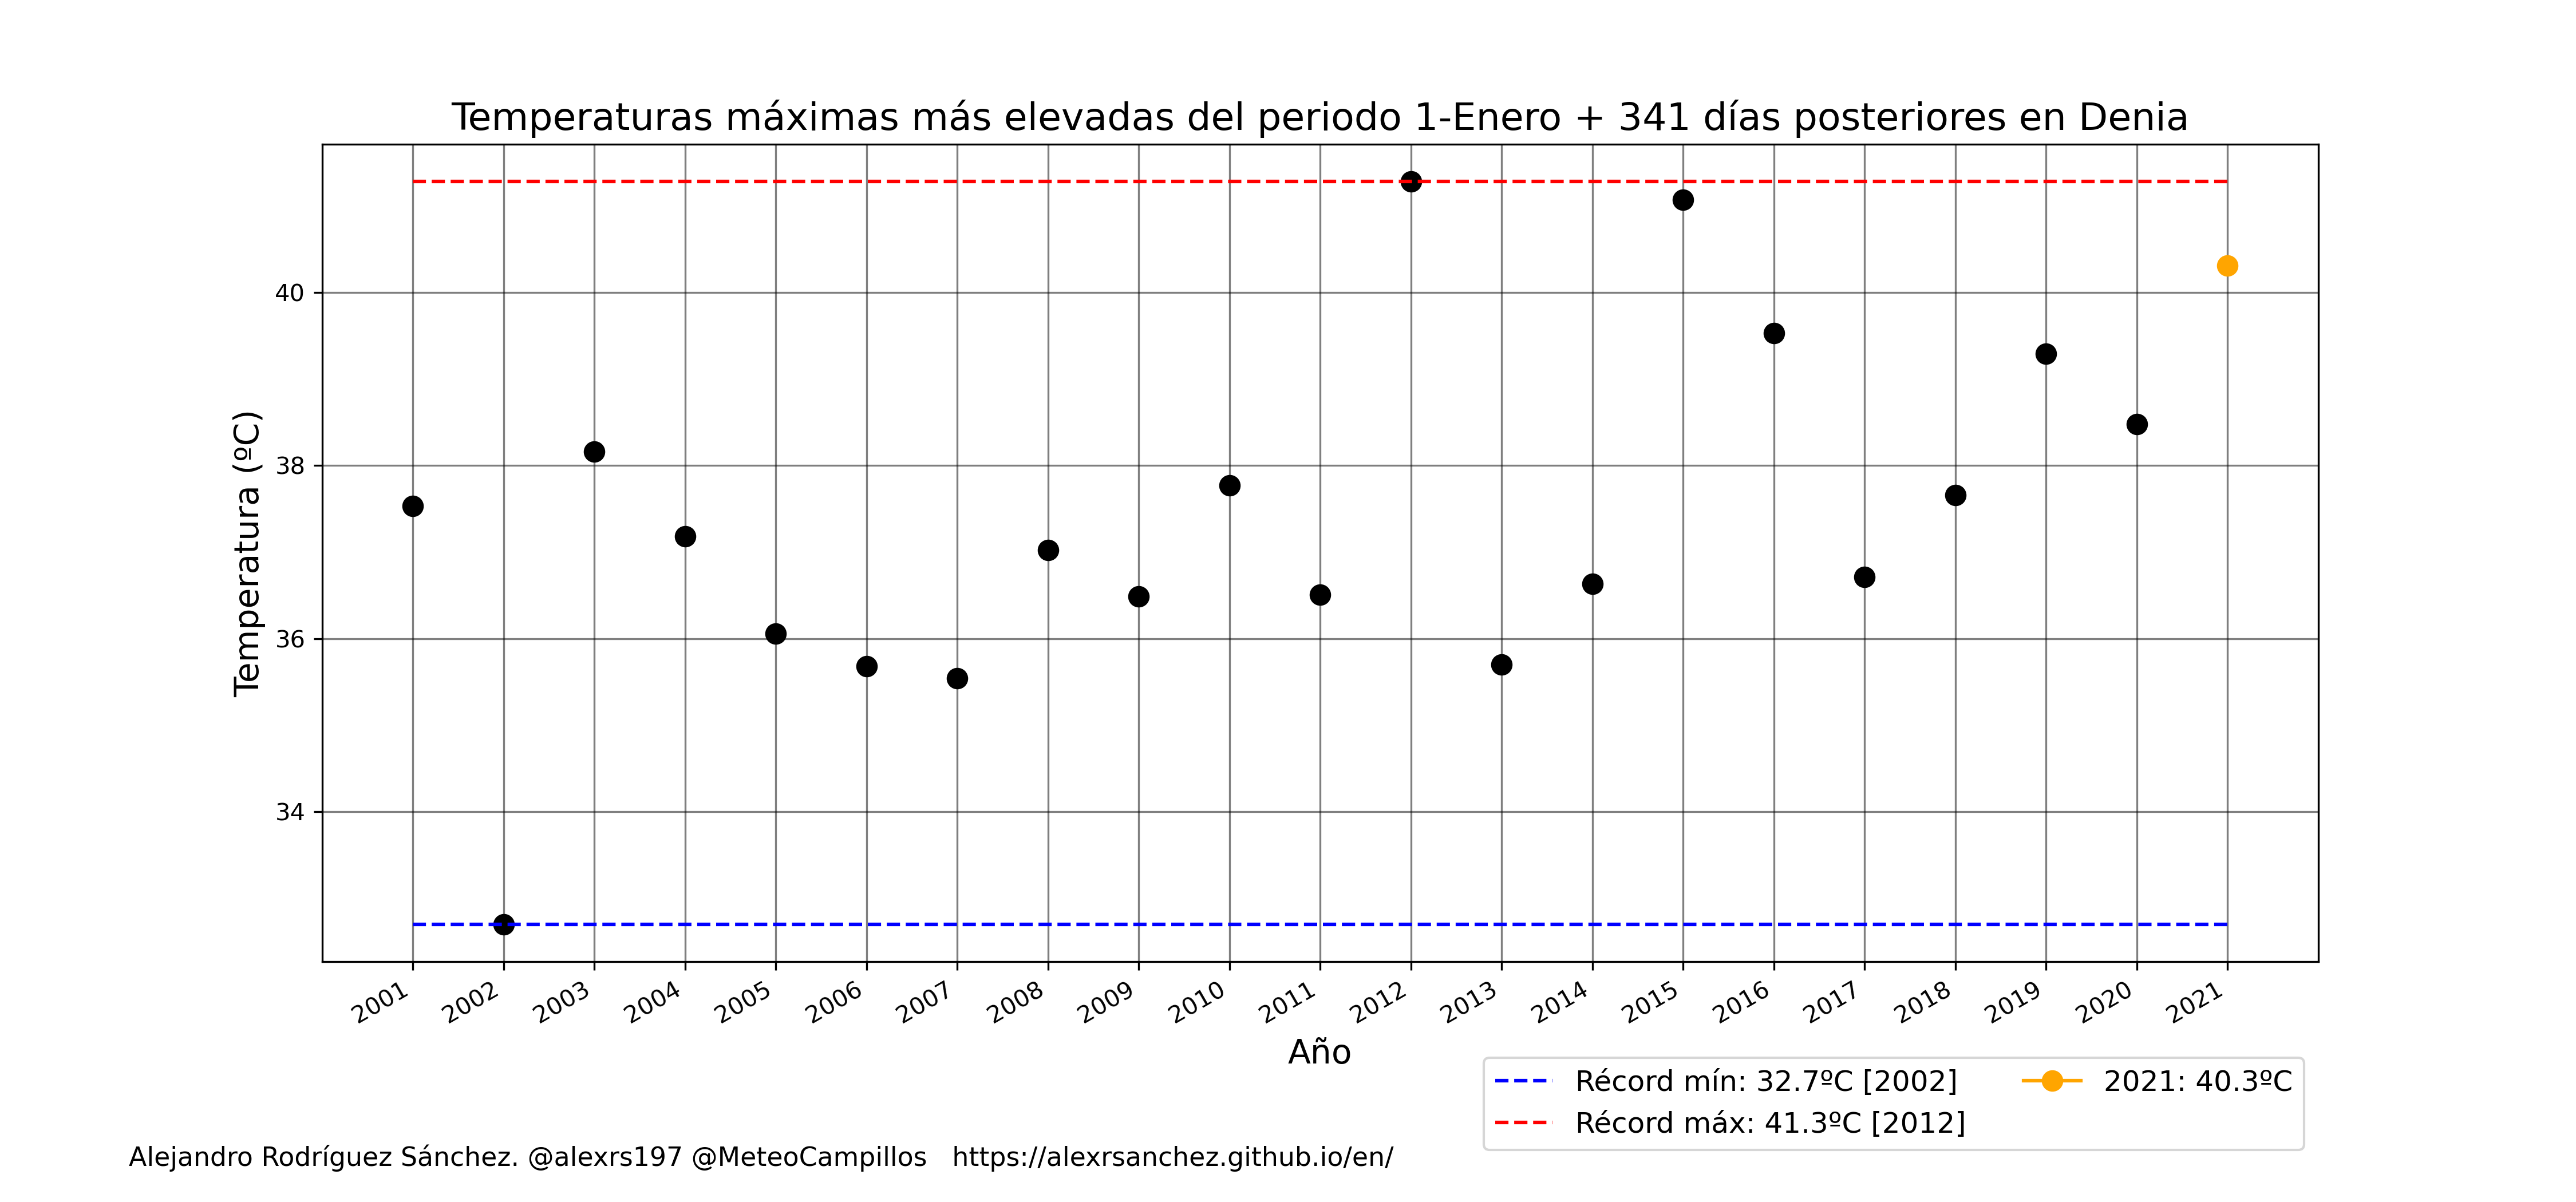 Temperaturas máximas más elevadas del periodo 1-Enero + 341 días posteriores en Denia
Temperatura (ºC)
40
38
36
34
2001 2002 2003 2004 2005 2006 2007 2008 2009 2010 2011 2012 2013 2014 2015 2016 2017 2018 2019 2020 2021
Año
Récord mín: 32.7ºC [2002]
Récord máx: 41.3ºC [2012]
2021: 40.3ºC
Alejandro Rodríguez Sánchez. @alexrs197 @MeteoCampillos https://alexrsanchez.github.io/en/